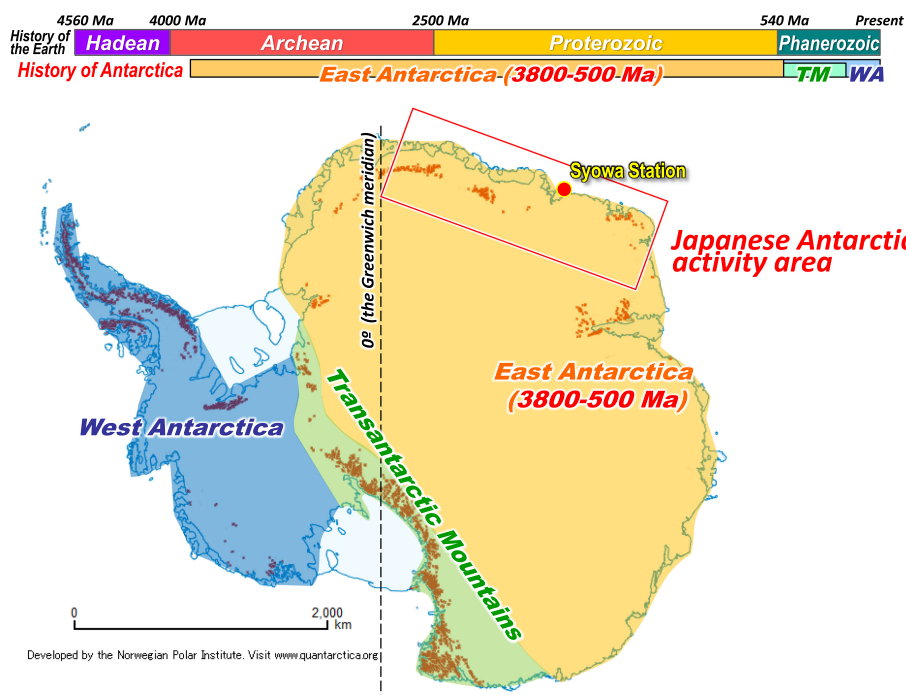 4560 Ma 4000 Ma 2500 Ma 540 Ma Present
History of
the Earth
Hadean Archean Proterozoic Phanerozoic
History of Antarctica East Antarctica (3800-500 Ma) TM WA
0º (the Greenwich meridian)
Syowa Station
Japanese Antarctic
activity area
East Antarctica
(3800-500 Ma)
Transantarctic Mountains
West Antarctica
0 2,000
km
Developed by the Norwegian Polar Institute. Visit www.quantarctica.org